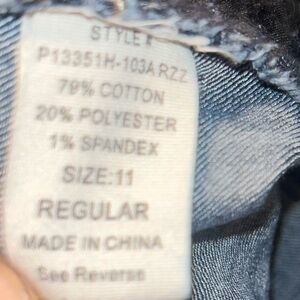 STYLE #
P13351H-103ARZZ
79% COTTON
20% POLYESTER
1% SPANDEX
SIZE:11
REGULAR
MADE IN CHINA
See Reverse